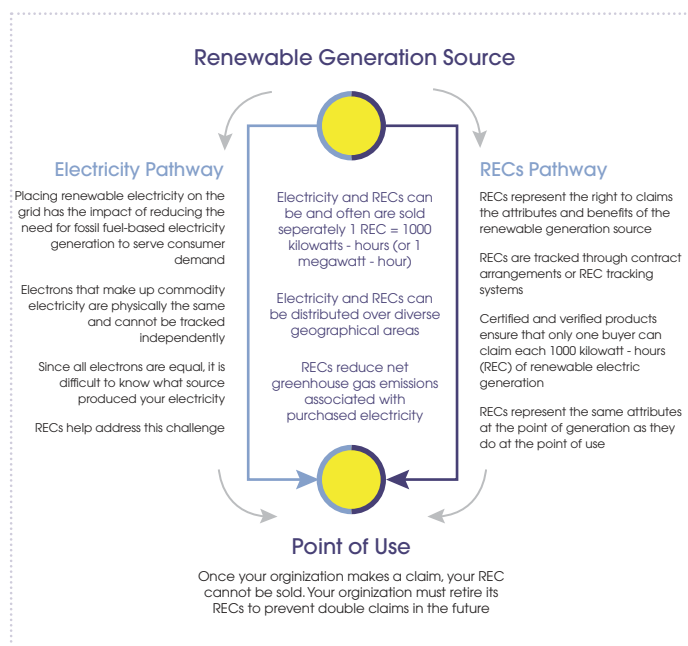 Renewable Generation Source
Electricity Pathway
Placing renewable electricity on the
grid has the impact of reducing the
need for fossil fuel-based electricity
generation to serve consumer
demand
Electrons that make up commodity
electricity are physically the same
and cannot be tracked
independently
Since all electrons are equal, it is
difficult to know what source
produced your electricity
RECs help address this challenge
Electricity and RECs can
be and often are sold
seperately 1 REC = 1000
kilowatts - hours (or 1
megawatt - hour)
Electricity and RECs can
be distributed over diverse
geographical areas
RECs reduce net
greenhouse gas emissions
associated with
purchased electricity
RECs Pathway
RECs represent the right to claims
the attributes and benefits of the
renewable generation source
RECs are tracked through contract
arrangements or REC tracking
systems
Certified and verified products
ensure that only one buyer can
claim each 1000 kilowatt - hours
(REC) of renewable electric
generation
RECs represent the same attributes
at the point of generation as they
do at the point of use
Point of Use
Once your orginization makes a claim, your REC
cannot be sold. Your orginization must retire its
RECs to prevent double claims in the future